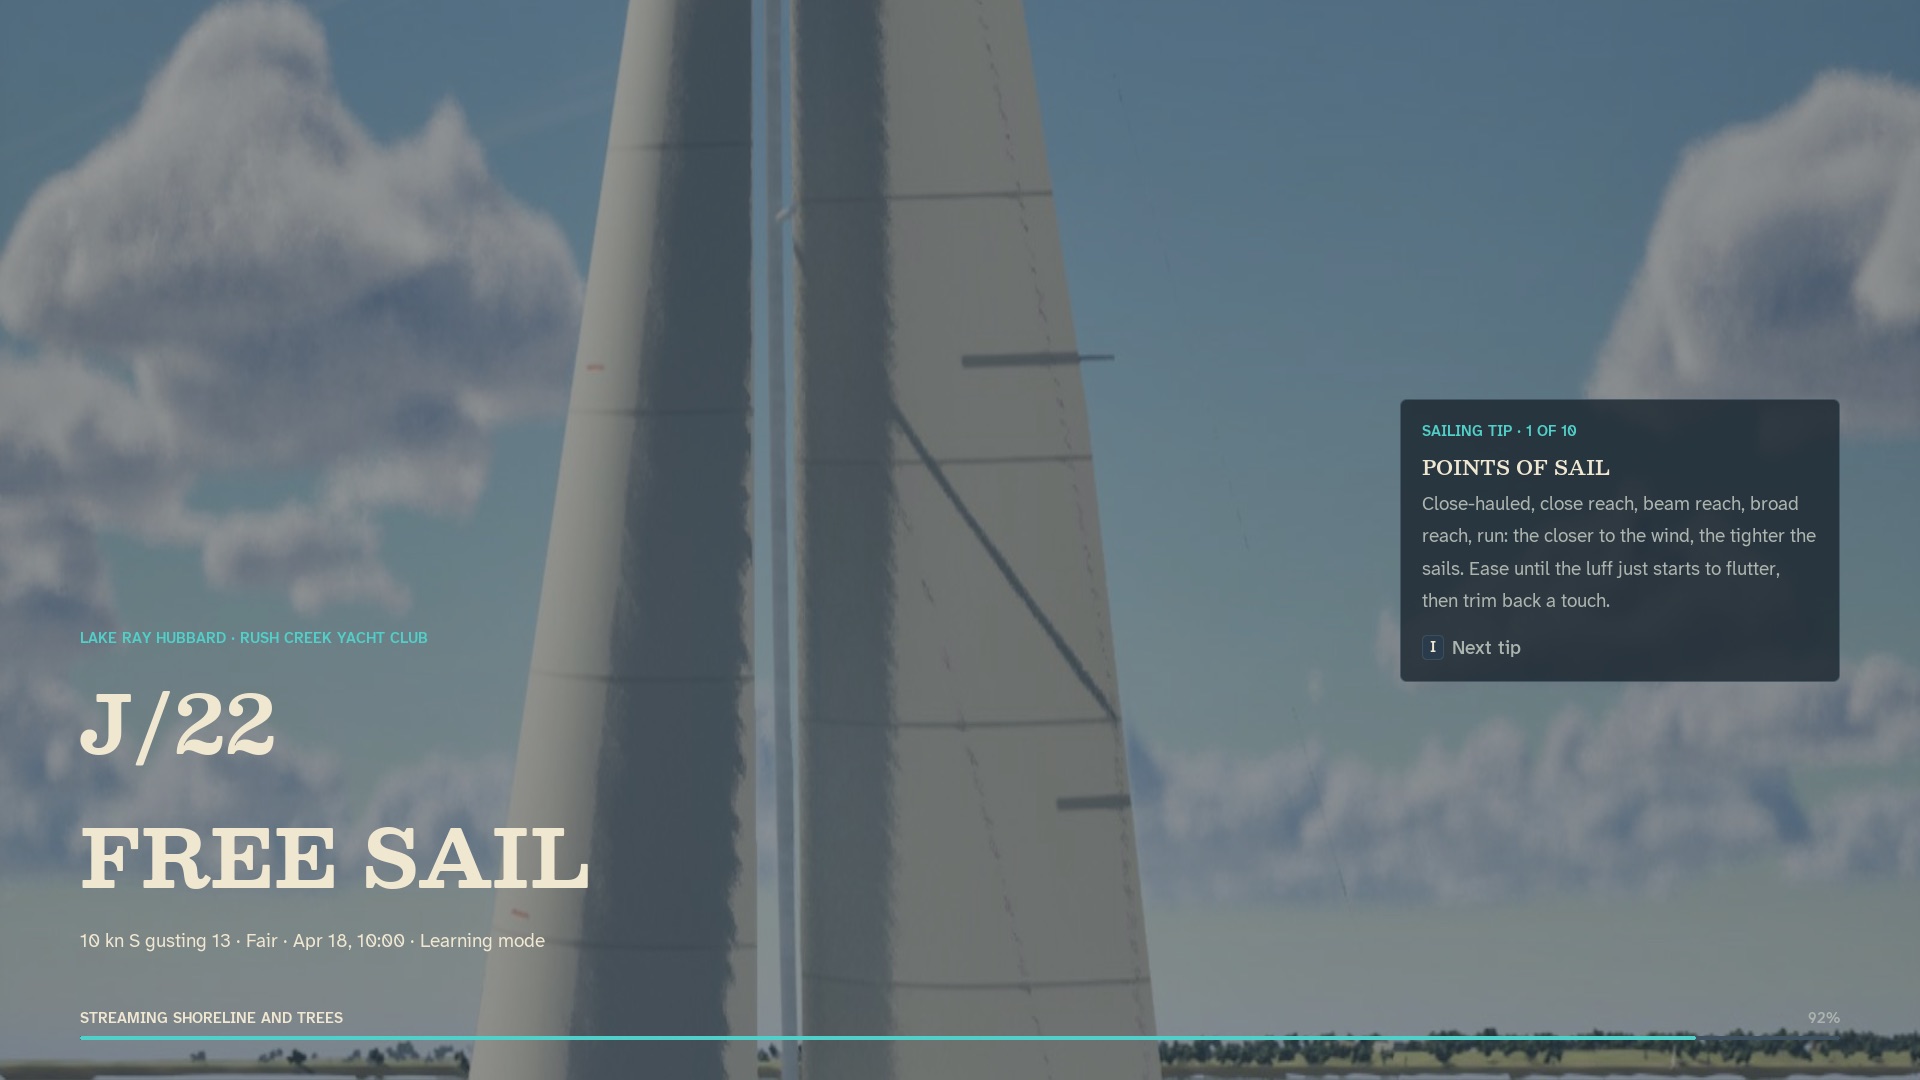 LAKE RAY HUBBARD · RUSH CREEK YACHT CLUB
J/22
FREE SAIL
10 kn S gusting 13 · Fair · Apr 18, 10:00 · Learning mode
STREAMING SHORELINE AND TREES
92%
SAILING TIP · 1 OF 10
POINTS OF SAIL
Close-hauled, close reach, beam reach, broad
reach, run: the closer to the wind, the tighter the
sails. Ease until the luff just starts to flutter,
then trim back a touch.
I Next tip